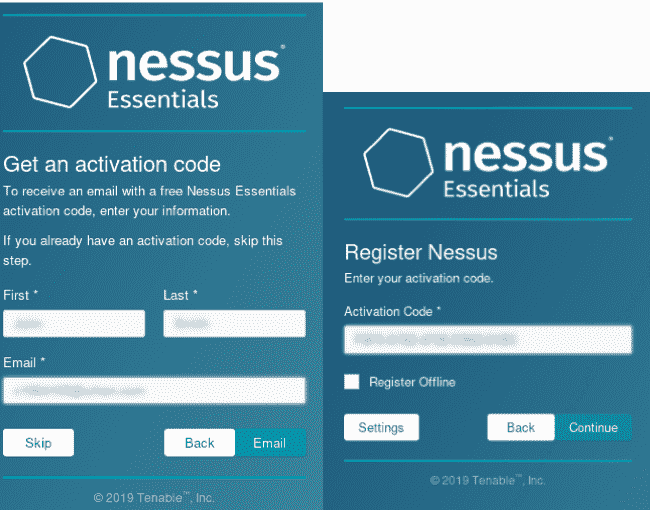 nessus®
Essentials
Get an activation code
To receive an email with a free Nessus Essentials
activation code, enter your information.
If you already have an activation code, skip this
step.
First *
Last *
Email *
Skip
Back
Email
© 2019 Tenable™, Inc.
nessus®
Essentials
Register Nessus
Enter your activation code.
Activation Code *
Register Offline
Settings
Back
Continue
© 2019 Tenable™, Inc.